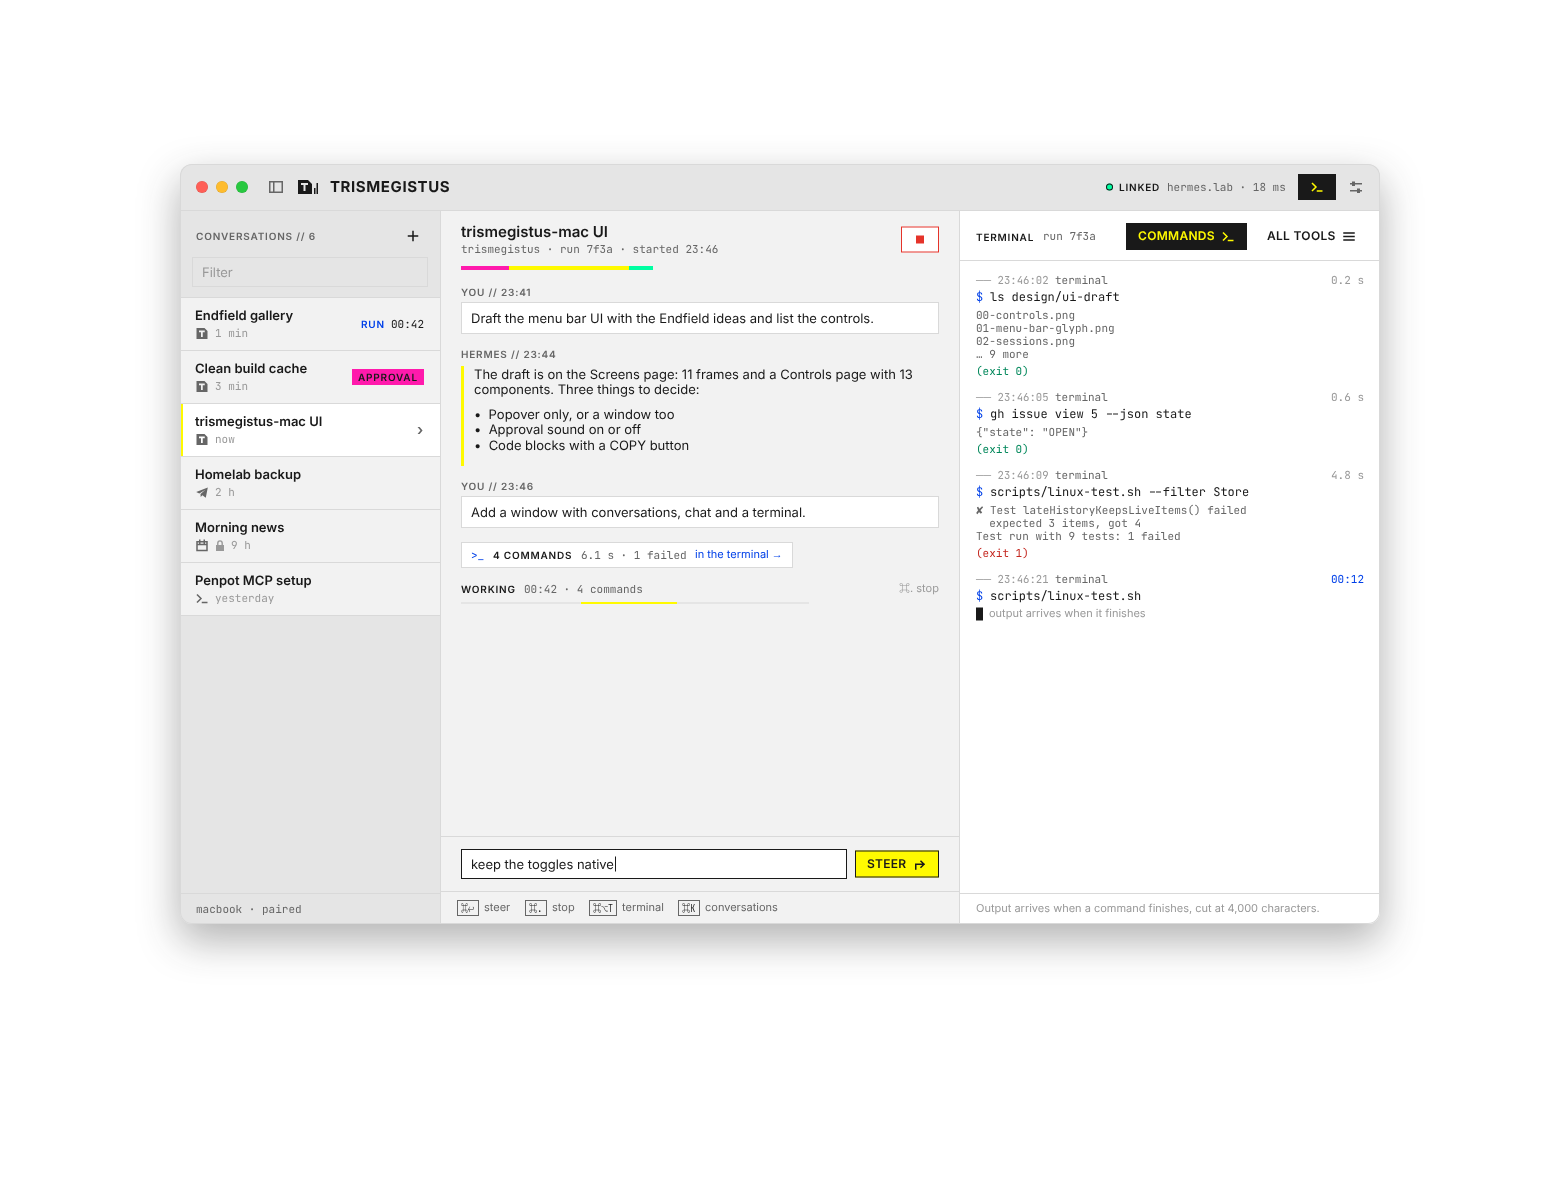 TRISMEGISTUS
LINKED hermes.lab · 18 ms
CONVERSATIONS // 6
Filter
Endfield gallery
1 min
RUN 00:42
Clean build cache
3 min
APPROVAL
trismegistus-mac UI
now
Homelab backup
2 h
Morning news
9 h
Penpot MCP setup
yesterday
macbook · paired
trismegistus-mac UI
trismegistus · run 7f3a · started 23:46
YOU // 23:41
Draft the menu bar UI with the Endfield ideas and list the controls.
HERMES // 23:44
The draft is on the Screens page: 11 frames and a Controls page with 13
components. Three things to decide:
• Popover only, or a window too
• Approval sound on or off
• Code blocks with a COPY button
YOU // 23:46
Add a window with conversations, chat and a terminal.
>_ 4 COMMANDS 6.1 s · 1 failed in the terminal →
WORKING 00:42 · 4 commands
⌘. stop
keep the toggles native
STEER
⌘↩ steer ⌘. stop ⌘⌥T terminal ⌘K conversations
TERMINAL run 7f3a
COMMANDS
ALL TOOLS
── 23:46:02 terminal 0.2 s
$ ls design/ui-draft
00-controls.png
01-menu-bar-glyph.png
02-sessions.png
… 9 more
(exit 0)
── 23:46:05 terminal 0.6 s
$ gh issue view 5 --json state
{"state": "OPEN"}
(exit 0)
── 23:46:09 terminal 4.8 s
$ scripts/linux-test.sh --filter Store
✘ Test lateHistoryKeepsLiveItems() failed
expected 3 items, got 4
Test run with 9 tests: 1 failed
(exit 1)
── 23:46:21 terminal 00:12
$ scripts/linux-test.sh
output arrives when it finishes
Output arrives when a command finishes, cut at 4,000 characters.